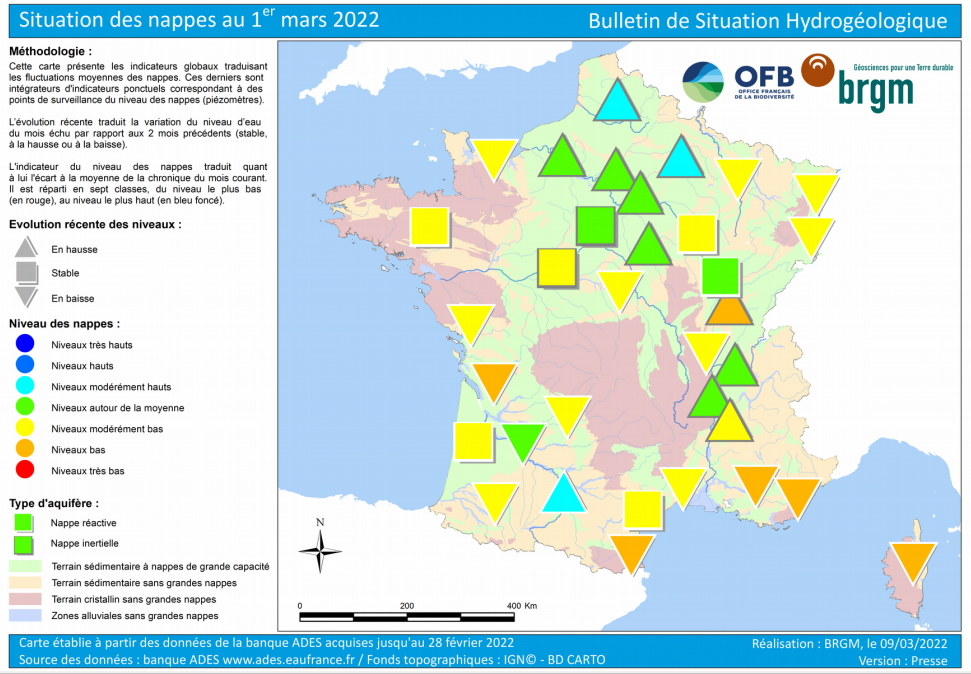 Situation des nappes au 1er mars 2022
Bulletin de Situation Hydrogéologique
Méthodologie :
Cette carte présente les indicateurs globaux traduisant
les fluctuations moyennes des nappes. Ces derniers sont
intégrateurs d'indicateurs ponctuels correspondant à des
points de surveillance du niveau des nappes (piézomètres).
L'évolution récente traduit la variation du niveau d'eau
du mois échu par rapport aux 2 mois précédents (stable,
à la hausse ou à la baisse).
L'indicateur du niveau des nappes traduit quant
à lui l'écart à la moyenne de la chronique du mois courant.
Il est réparti en sept classes, du niveau le plus bas
(en rouge), au niveau le plus haut (en bleu foncé).
Evolution récente des niveaux :
En hausse
Stable
En baisse
Niveau des nappes :
Niveaux très hauts
Niveaux hauts
Niveaux modérément hauts
Niveaux autour de la moyenne
Niveaux modérément bas
Niveaux bas
Niveaux très bas
Type d'aquifère :
Nappe réactive
Nappe inertielle
Terrain sédimentaire à nappes de grande capacité
Terrain sédimentaire sans grandes nappes
Terrain cristallin sans grandes nappes
Zones alluviales sans grandes nappes
OFB
OFFICE FRANÇAIS
DE LA BIODIVERSITÉ
Géosciences pour une Terre durable
brgm
N
0 200 400 Km
Carte établie à partir des données de la banque ADES acquises jusqu'au 28 février 2022
Source des données : banque ADES www.ades.eaufrance.fr / Fonds topographiques : IGN© - BD CARTO
Réalisation : BRGM, le 09/03/2022
Version : Presse